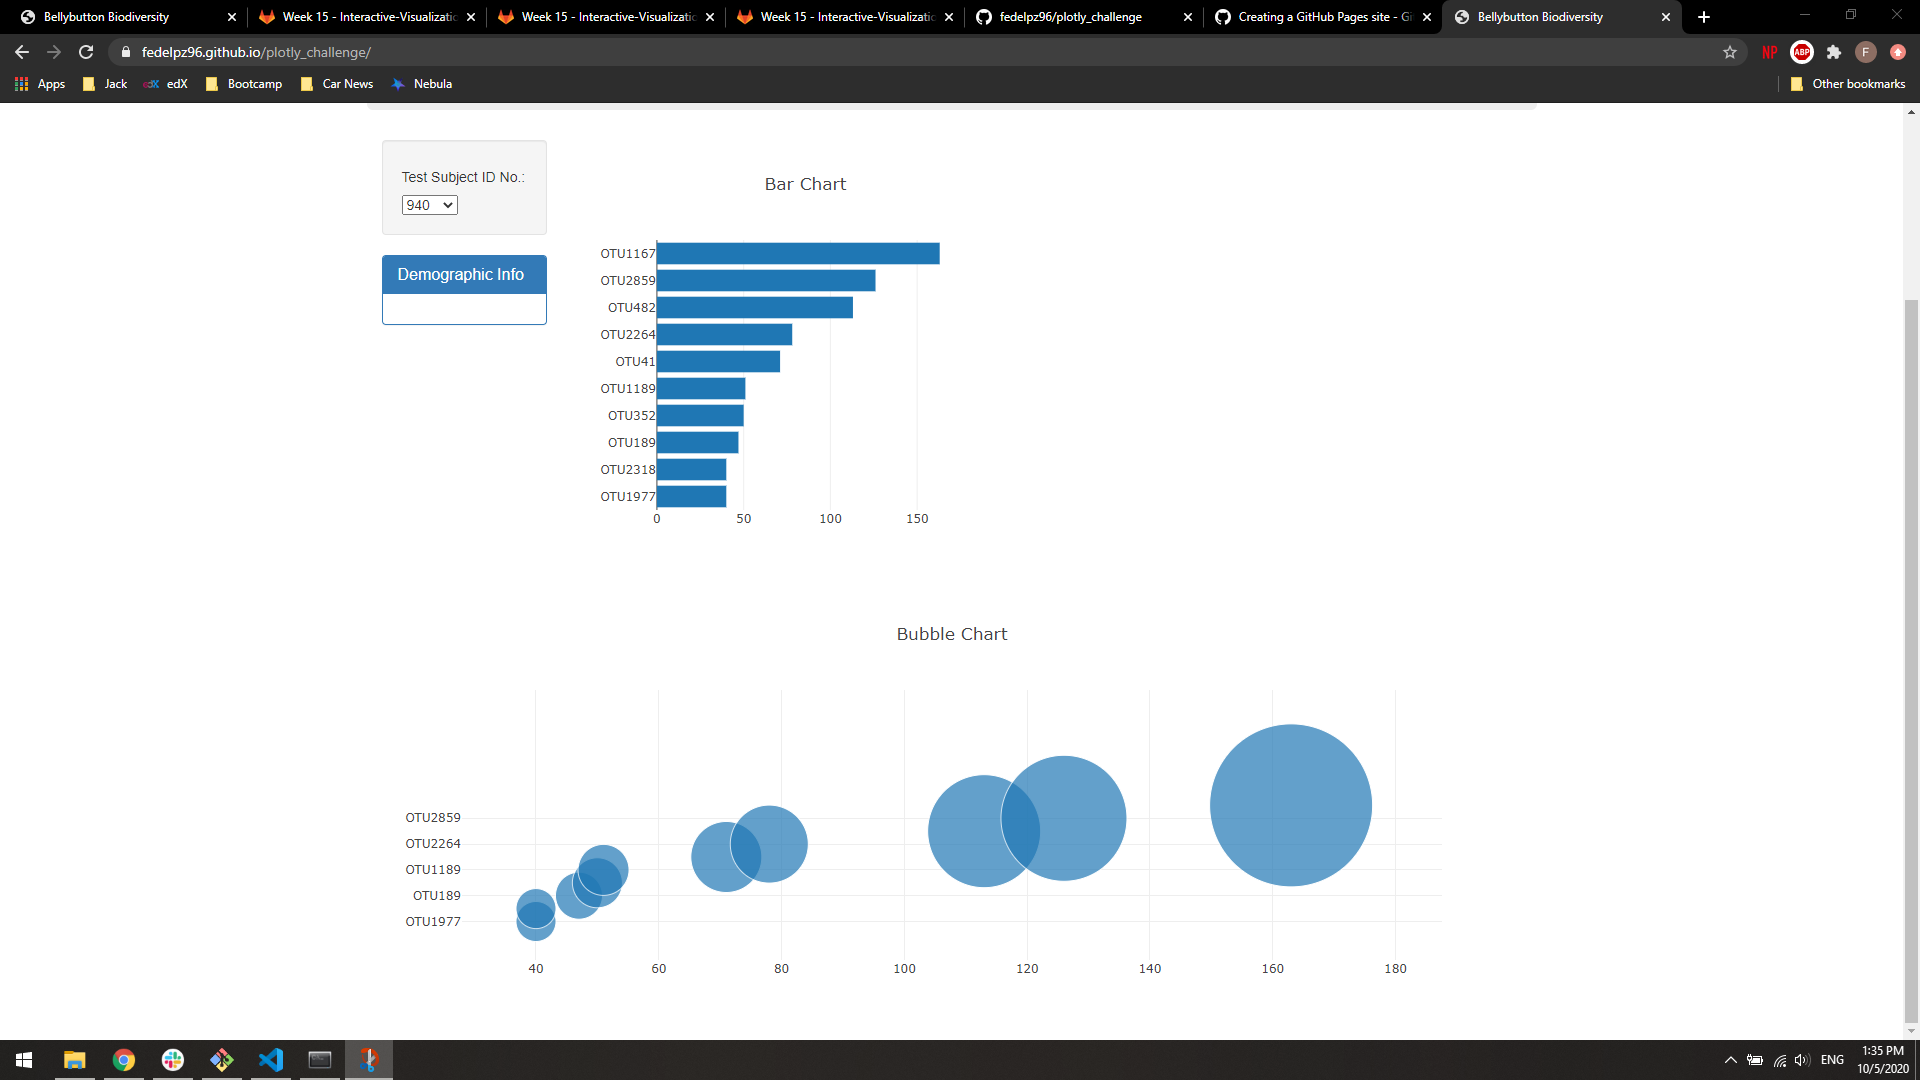 Bellybutton Biodiversity
Week 15 - Interactive-Visualizatio
Week 15 - Interactive-Visualizatio
Week 15 - Interactive-Visualizatio
fedelpz96/plotly_challenge
Creating a GitHub Pages site - Gi
Bellybutton Biodiversity
fedelpz96.github.io/plotly_challenge/
NP
ABP
F
Apps
Jack
edX
edX
Bootcamp
Car News
Nebula
Other bookmarks
Test Subject ID No.:
940
Demographic Info
Bar Chart
OTU1167
OTU2859
OTU482
OTU2264
OTU41
OTU1189
OTU352
OTU189
OTU2318
OTU1977
0 50 100 150
Bubble Chart
OTU2859
OTU2264
OTU1189
OTU189
OTU1977
40 60 80 100 120 140 160 180
ENG
1:35 PM
10/5/2020